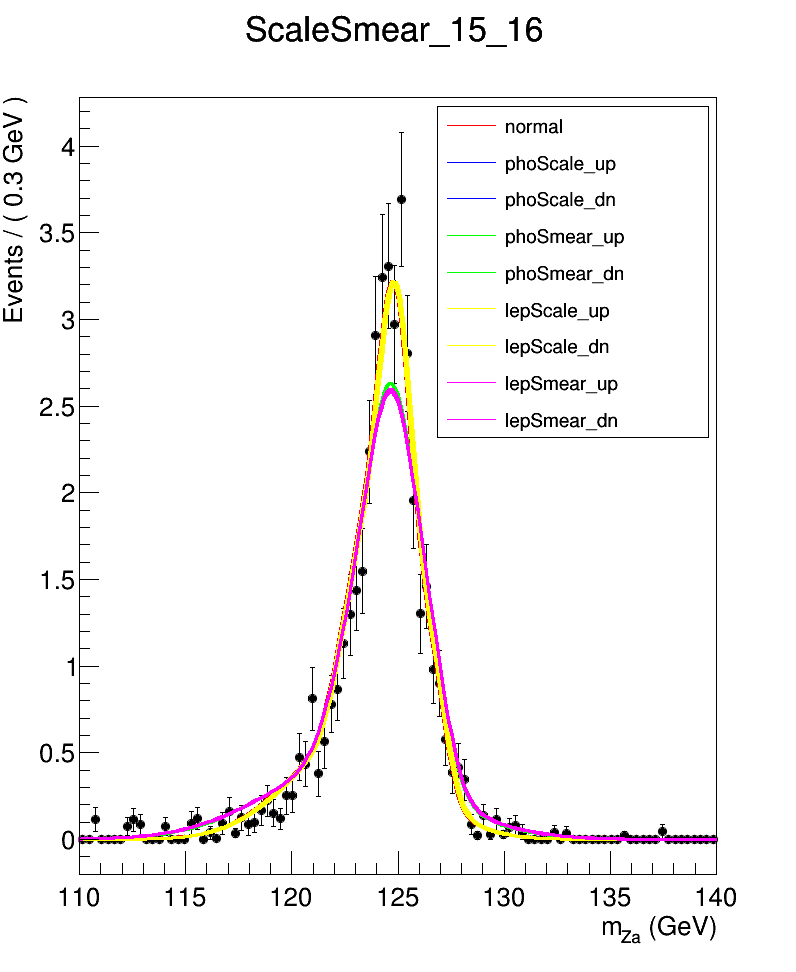 ScaleSmear_15_16
Events / ( 0.3 GeV )
4
3.5
3
2.5
2
1.5
1
0.5
0
normal
phoScale_up
phoScale_dn
phoSmear_up
phoSmear_dn
lepScale_up
lepScale_dn
lepSmear_up
lepSmear_dn
110 115 120 125 130 135 140
m_Za (GeV)